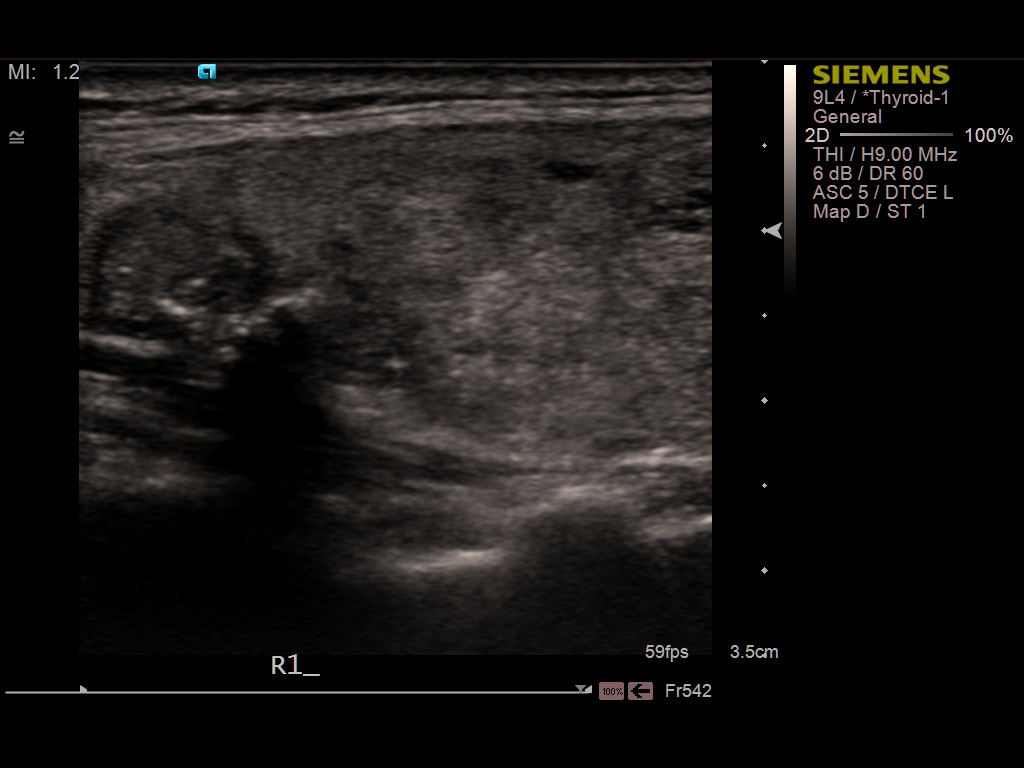 MI: 1.2
SIEMENS
9L4 / *Thyroid-1
General
2D 100%
THI / H9.00 MHz
6 dB / DR 60
ASC 5 / DTCE L
Map D / ST 1
59fps 3.5cm
R1_
100% Fr542